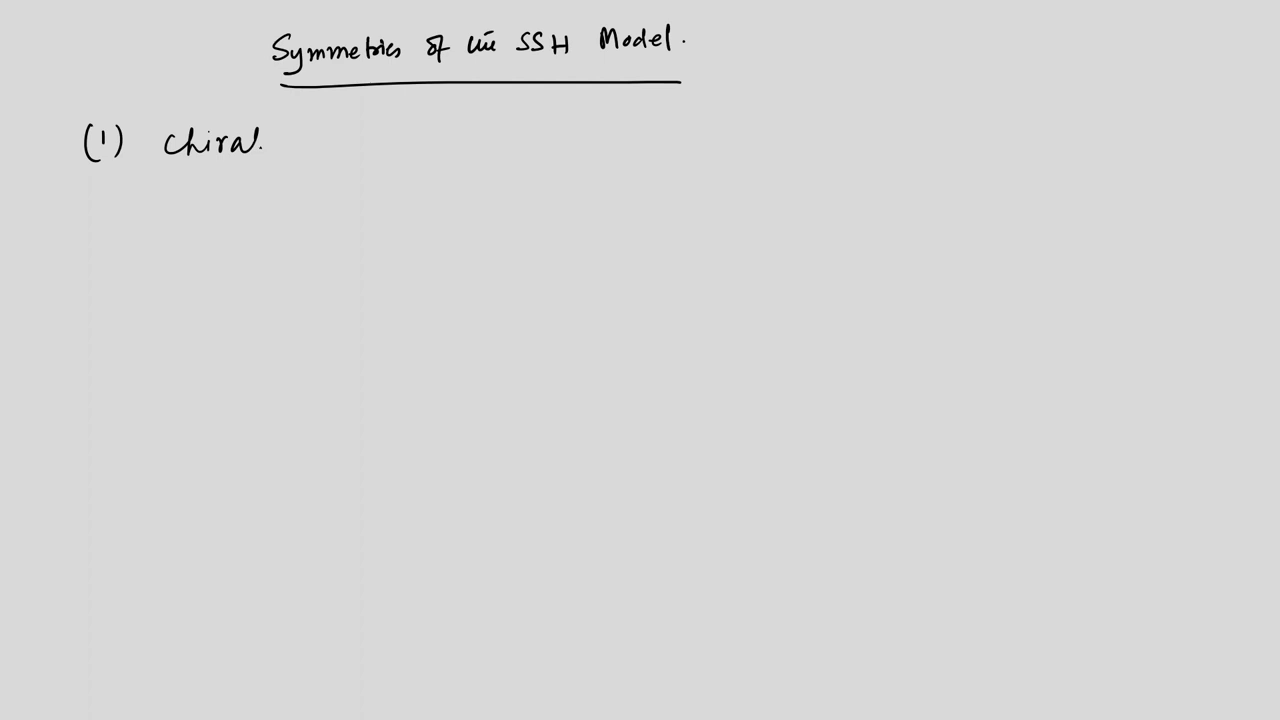 Symmetries of the SSH Model.
(1) Chiral.